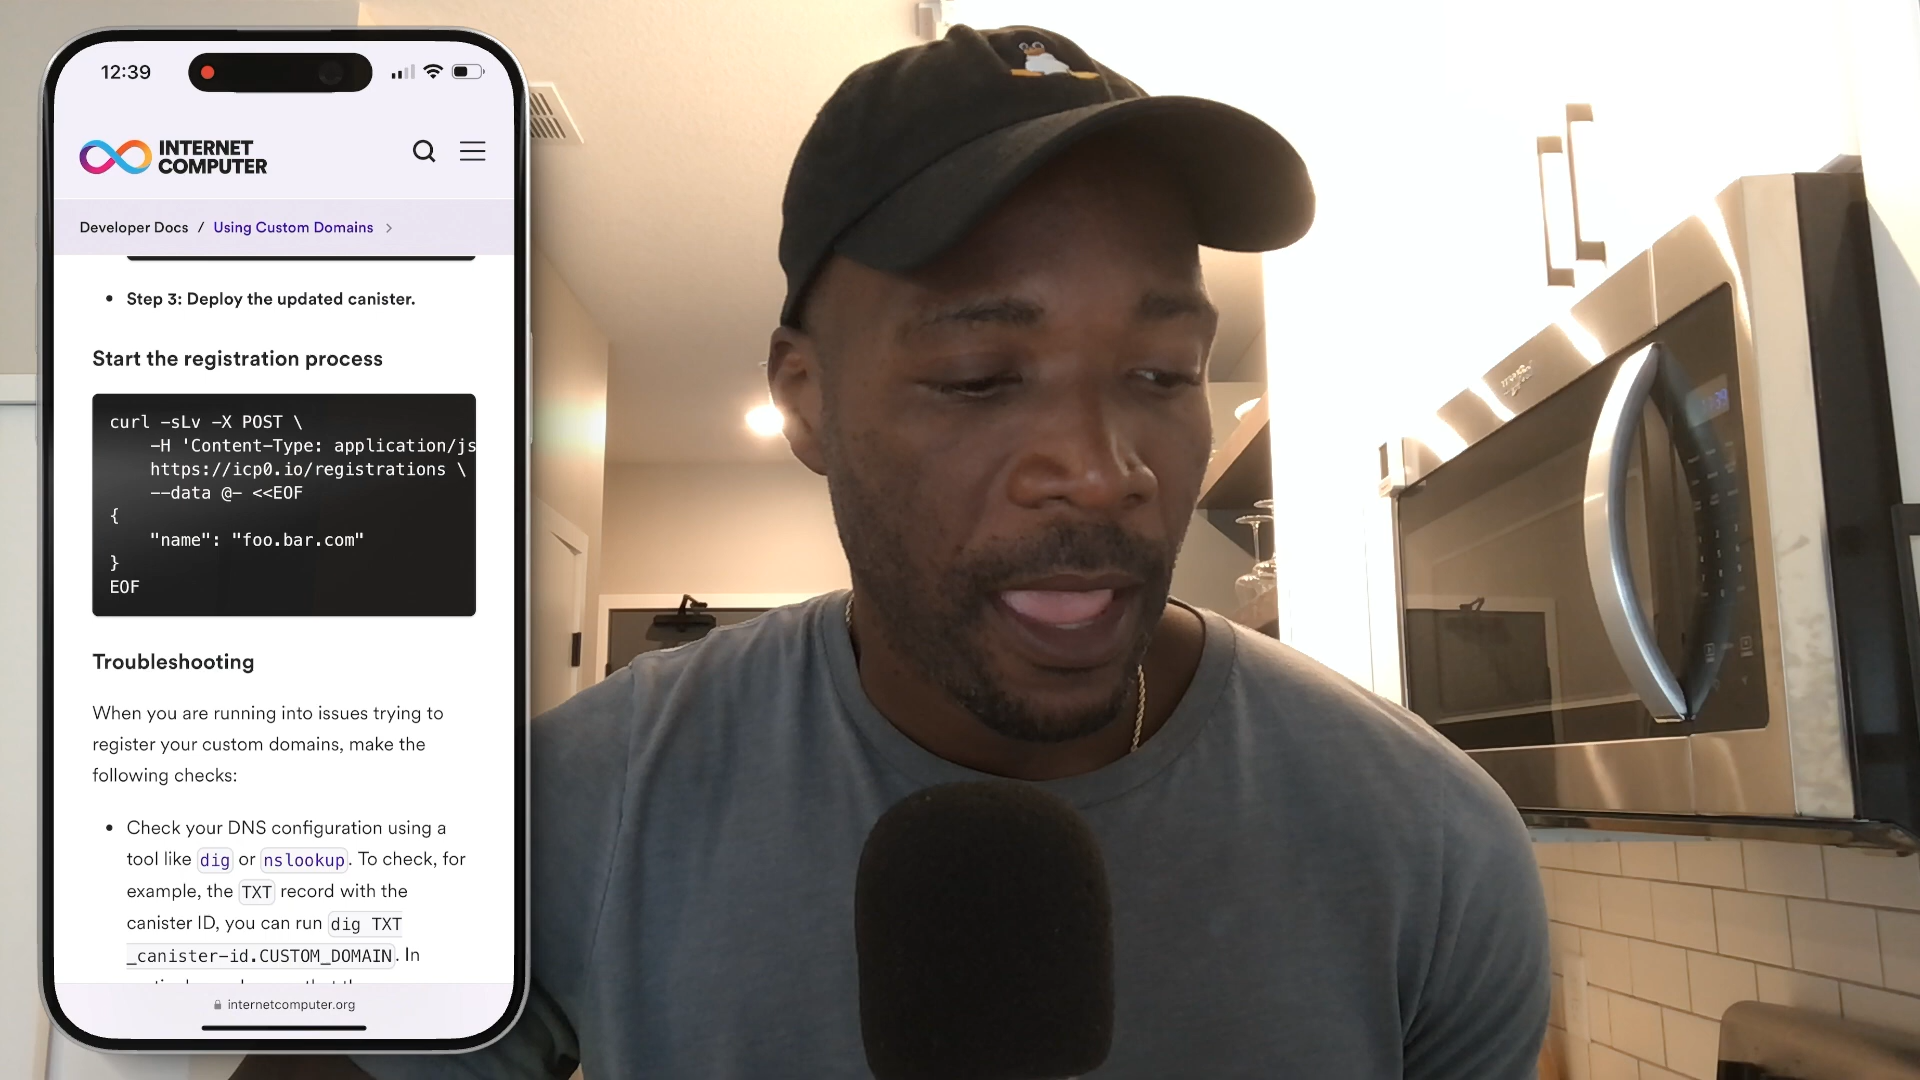 12:39
INTERNET
COMPUTER
Developer Docs / Using Custom Domains >
• Step 3: Deploy the updated canister.
Start the registration process
curl -sLv -X POST \
-H 'Content-Type: application/js
https://icp0.io/registrations \
--data @- <<EOF
{
"name": "foo.bar.com"
}
EOF
Troubleshooting
When you are running into issues trying to
register your custom domains, make the
following checks:
• Check your DNS configuration using a
tool like dig or nslookup. To check, for
example, the TXT record with the
canister ID, you can run dig TXT
_canister-id.CUSTOM_DOMAIN. In
internetcomputer.org